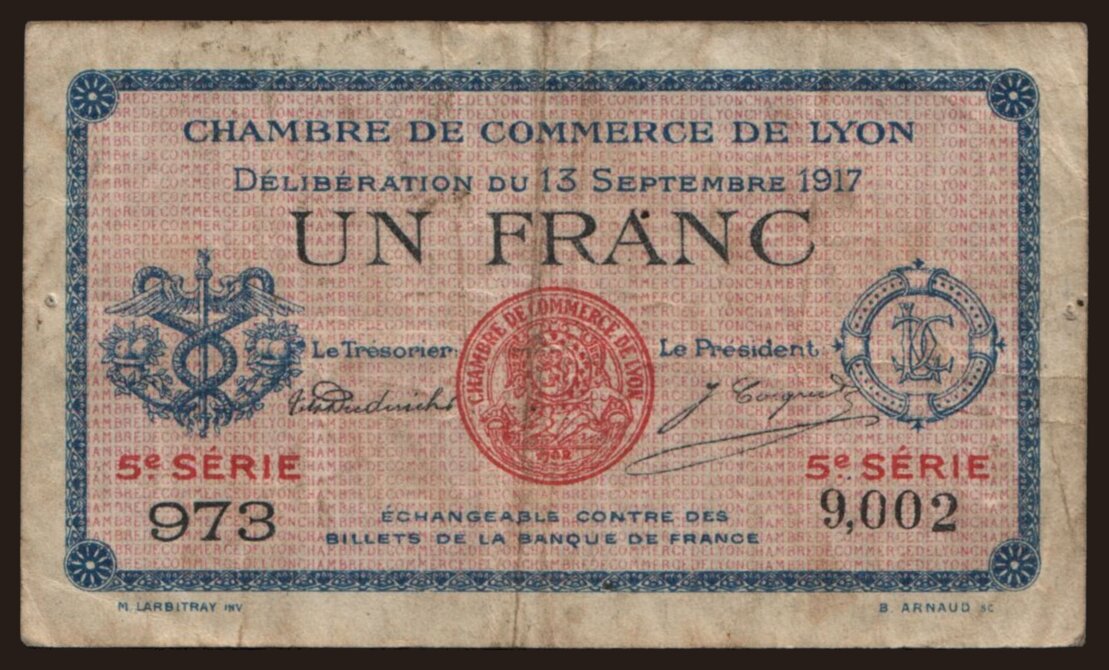 CHAMBRE DE COMMERCE DE LYON
DÉLIBÉRATION DU 13 SEPTEMBRE 1917
UN FRANC
CHAMBRE DE COMMERCE DE LYON
Le Trésorier:
Le Président:
5e SÉRIE
5e SÉRIE
973
9,002
ÉCHANGEABLE CONTRE DES
BILLETS DE LA BANQUE DE FRANCE
M. LARBITRAY INV
B. ARNAUD SC